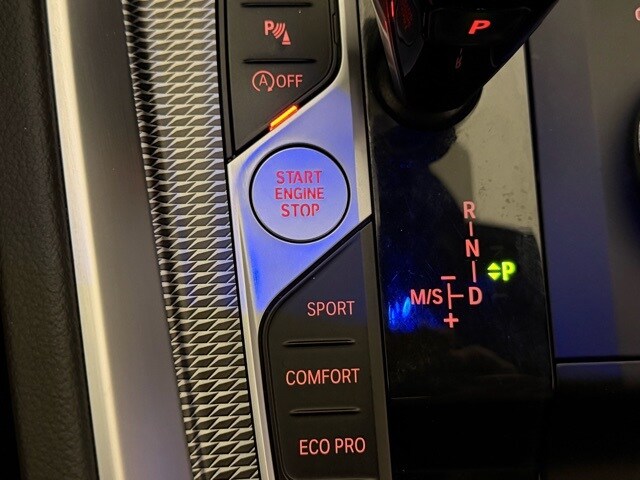 P
P
A OFF
START
ENGINE
STOP
R
N
P
M/S
D
SPORT
COMFORT
ECO PRO